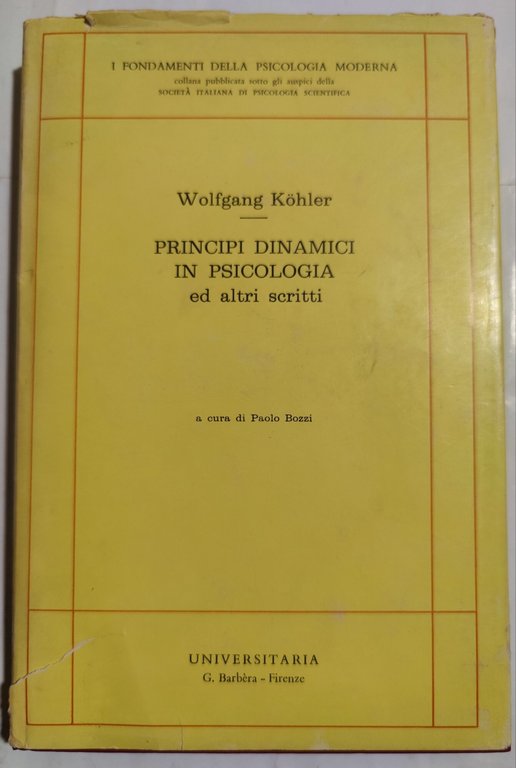 I FONDAMENTI DELLA PSICOLOGIA MODERNA
collana pubblicata sotto gli auspici della
SOCIETÀ ITALIANA DI PSICOLOGIA SCIENTIFICA
Wolfgang Köhler
PRINCIPI DINAMICI
IN PSICOLOGIA
ed altri scritti
a cura di Paolo Bozzi
UNIVERSITARIA
G. Barbèra - Firenze